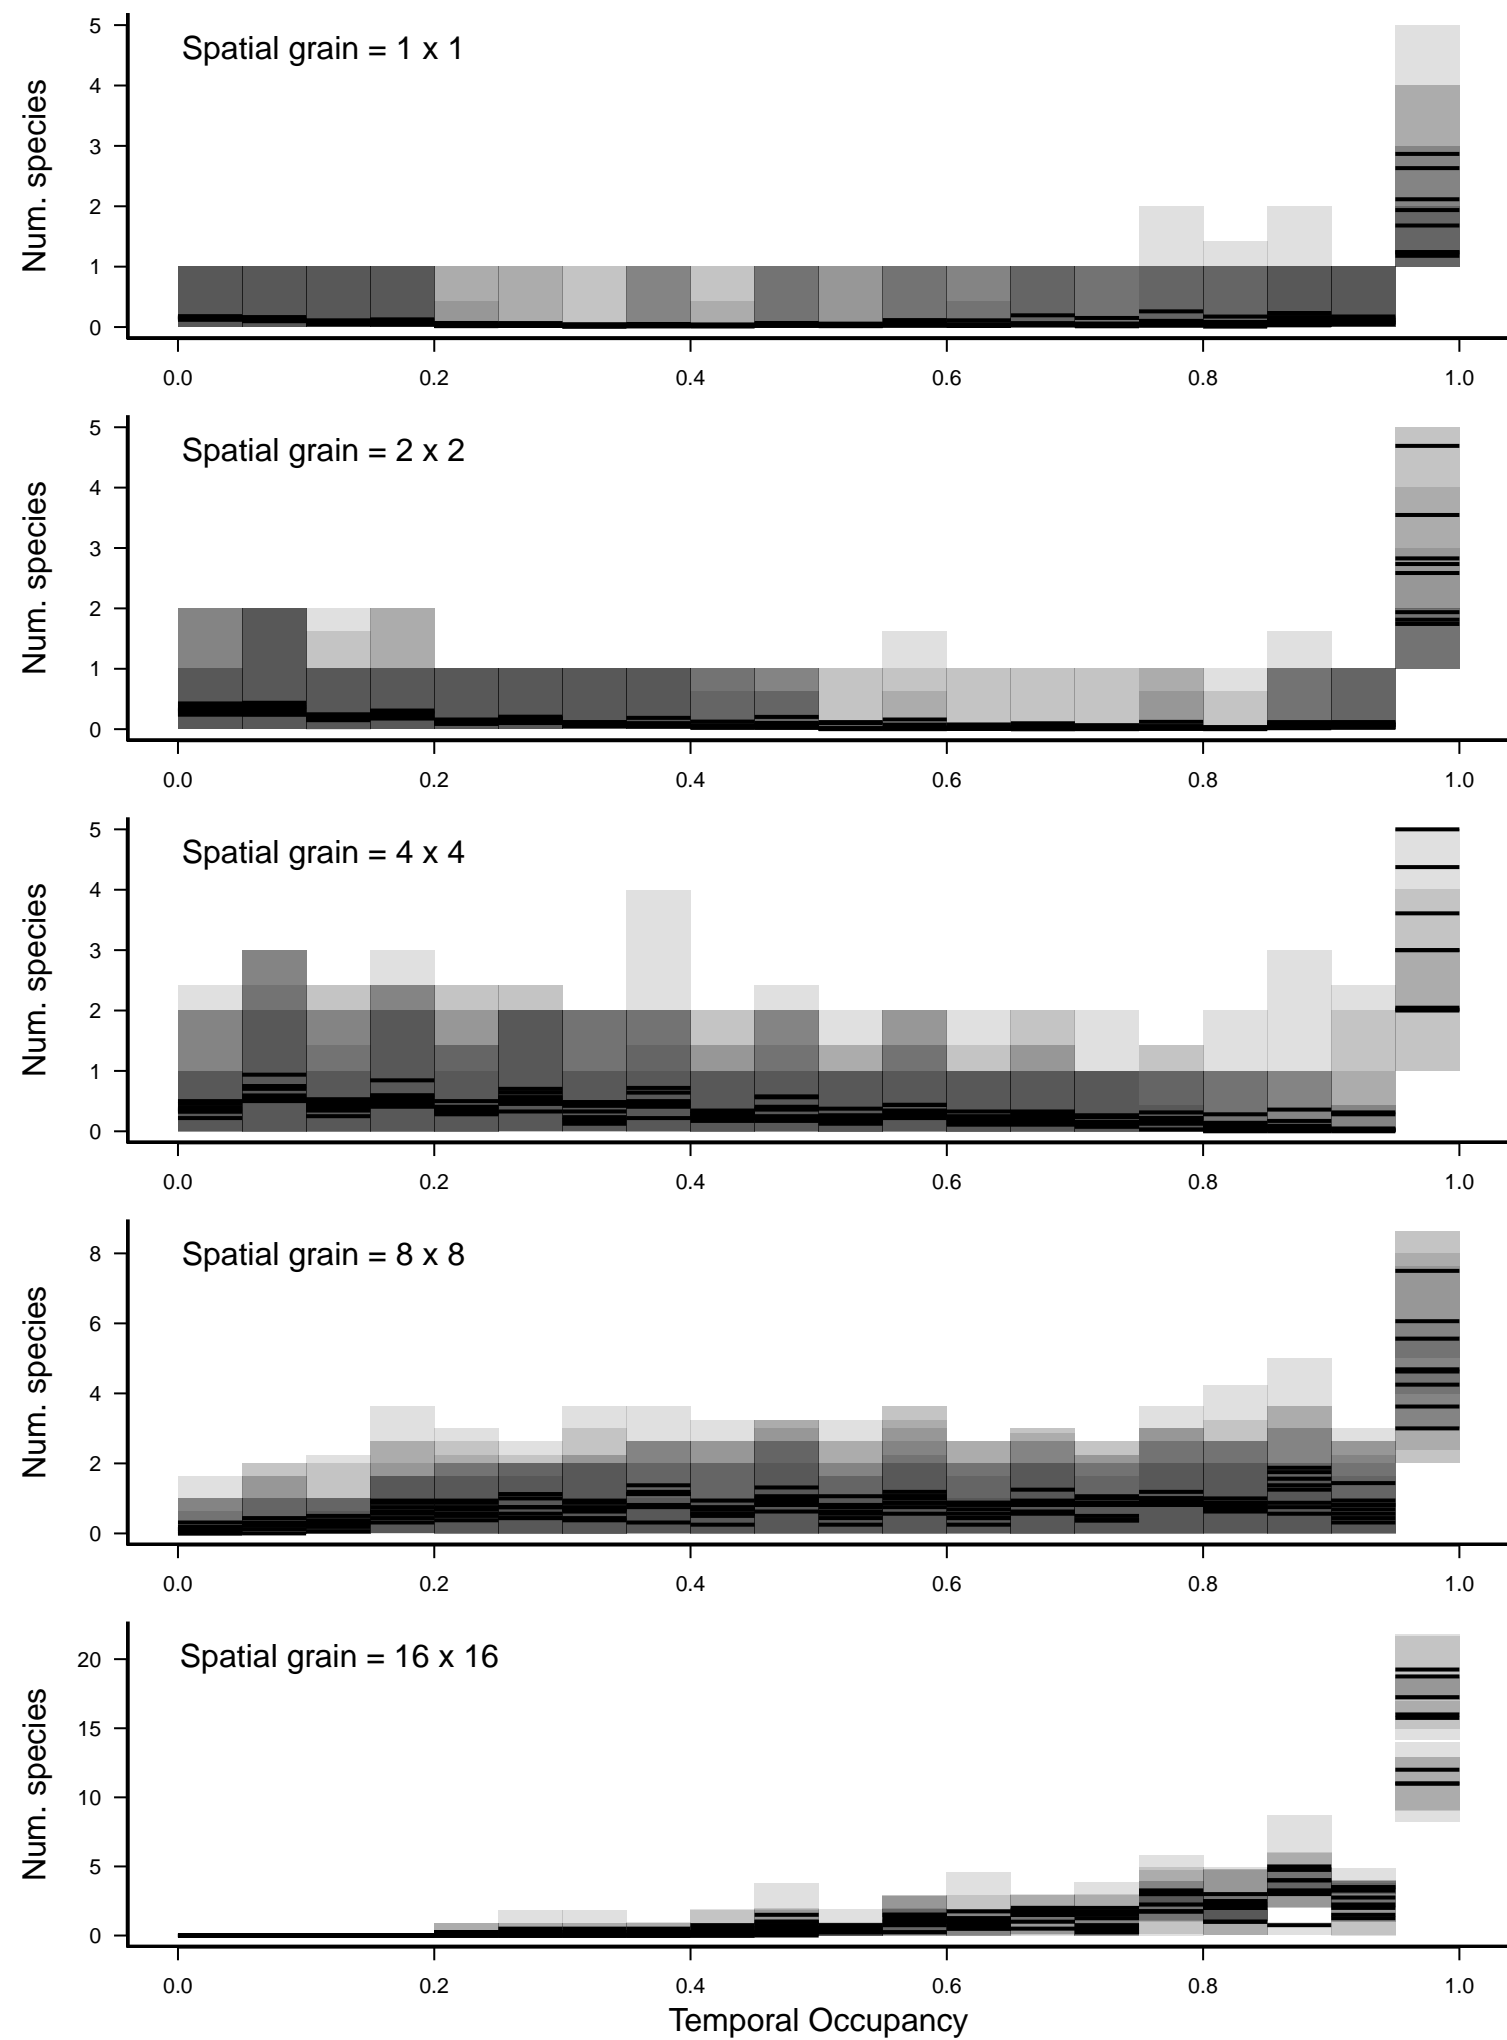 Spatial grain = 1 x 1
Num. species
5
4
3
2
1
0
0.0 0.2 0.4 0.6 0.8 1.0
Spatial grain = 2 x 2
Num. species
5
4
3
2
1
0
0.0 0.2 0.4 0.6 0.8 1.0
Spatial grain = 4 x 4
Num. species
5
4
3
2
1
0
0.0 0.2 0.4 0.6 0.8 1.0
Spatial grain = 8 x 8
Num. species
8
6
4
2
0
0.0 0.2 0.4 0.6 0.8 1.0
Spatial grain = 16 x 16
Num. species
20
15
10
5
0
0.0 0.2 0.4 0.6 0.8 1.0
Temporal Occupancy